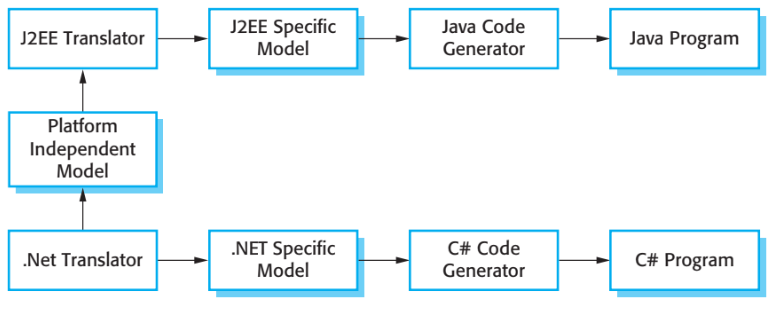 J2EE Translator
J2EE Specific
Model
Java Code
Generator
Java Program
Platform
Independent
Model
.Net Translator
.NET Specific
Model
C# Code
Generator
C# Program